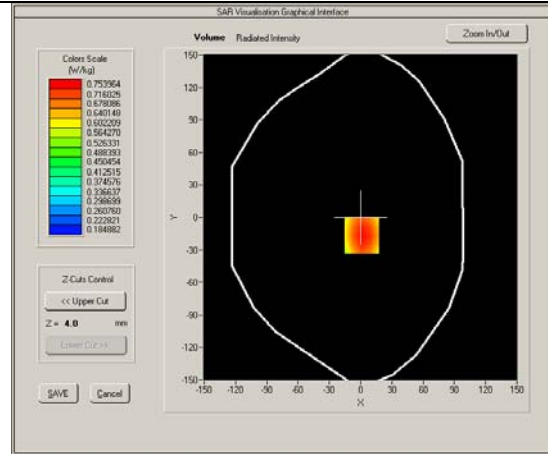 SAR Visualisation Graphical Interface
Volume Radiated Intensity
Zoom In/Out
Colors Scale
(W/kg)
0.753964
0.716025
0.678086
0.640148
0.602209
0.564270
0.526331
0.488393
0.450454
0.412515
0.374576
0.336637
0.298699
0.260760
0.222821
0.184882
Z-Cuts Control
<< Upper Cut
Z = 4.0 mm
Lower Cut >>
SAVE
Cancel
150-
120-
90-
60-
30-
0-
-30-
-60-
-90-
-120-
-150-
Y
-150 -120 -90 -60 -30 0 30 60 90 120 150
X